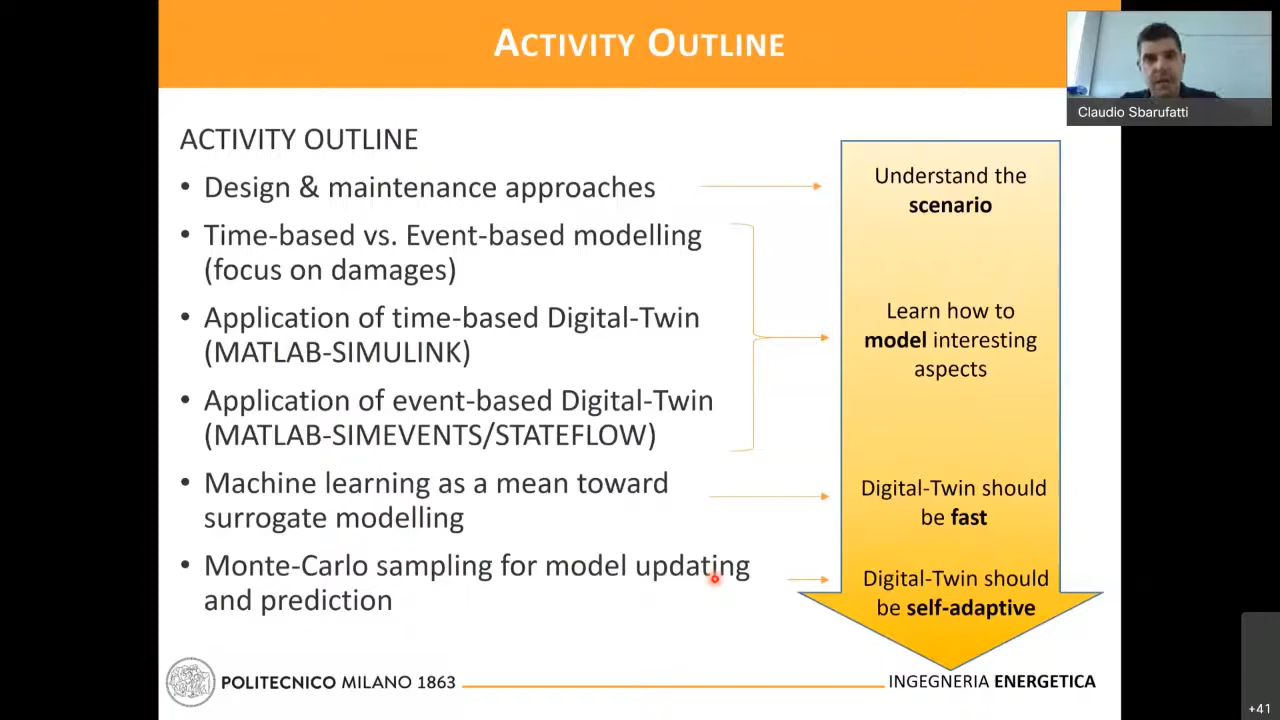 ACTIVITY OUTLINE
Claudio Sbarufatti
ACTIVITY OUTLINE
• Design & maintenance approaches
• Time-based vs. Event-based modelling
(focus on damages)
• Application of time-based Digital-Twin
(MATLAB-SIMULINK)
• Application of event-based Digital-Twin
(MATLAB-SIMEVENTS/STATEFLOW)
• Machine learning as a mean toward
surrogate modelling
• Monte-Carlo sampling for model updating
and prediction
Understand the
scenario
Learn how to
model interesting
aspects
Digital-Twin should
be fast
Digital-Twin should
be self-adaptive
POLITECNICO MILANO 1863
INGEGNERIA ENERGETICA
+41